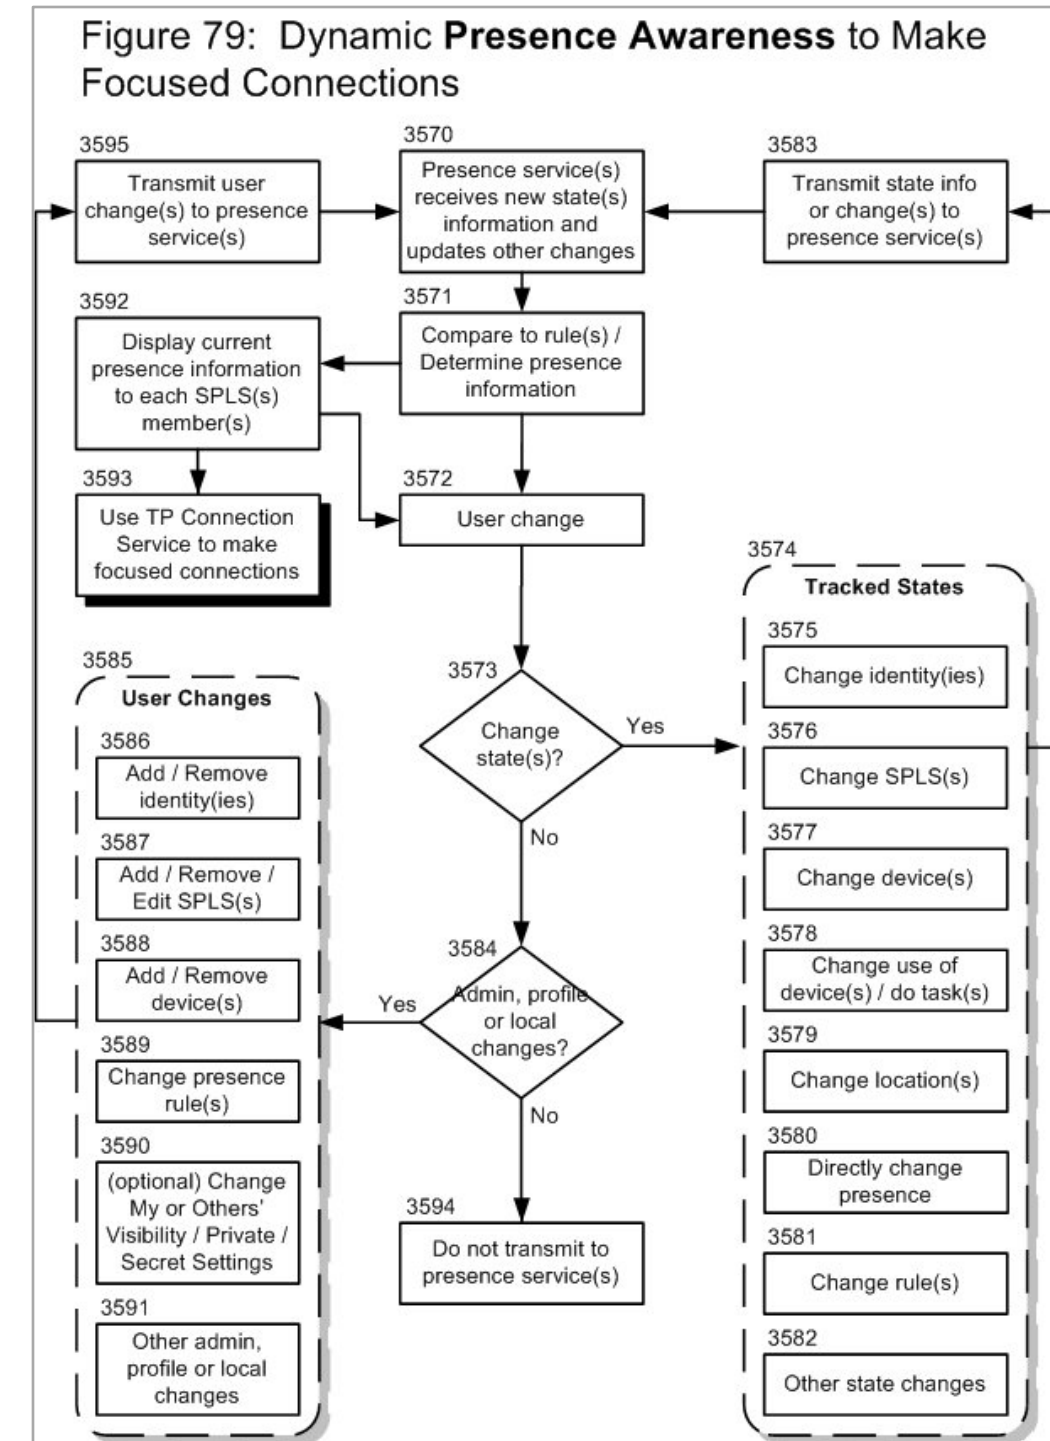 Figure 79: Dynamic Presence Awareness to Make
Focused Connections
3595
Transmit user
change(s) to presence
service(s)
3570
Presence service(s)
receives new state(s)
information and
updates other changes
3583
Transmit state info
or change(s) to
presence service(s)
3592
Display current
presence information
to each SPLS(s)
member(s)
3571
Compare to rule(s) /
Determine presence
information
3593
Use TP Connection
Service to make
focused connections
3572
User change
3573
Change
state(s)?
Yes
No
3574
Tracked States
3575
Change identity(ies)
3576
Change SPLS(s)
3577
Change device(s)
3578
Change use of
device(s) / do task(s)
3579
Change location(s)
3580
Directly change
presence
3581
Change rule(s)
3582
Other state changes
3584
Admin, profile
or local
changes?
Yes
No
3585
User Changes
3586
Add / Remove
identity(ies)
3587
Add / Remove /
Edit SPLS(s)
3588
Add / Remove
device(s)
3589
Change presence
rule(s)
3590
(optional) Change
My or Others'
Visibility / Private /
Secret Settings
3591
Other admin,
profile or local
changes
3594
Do not transmit to
presence service(s)